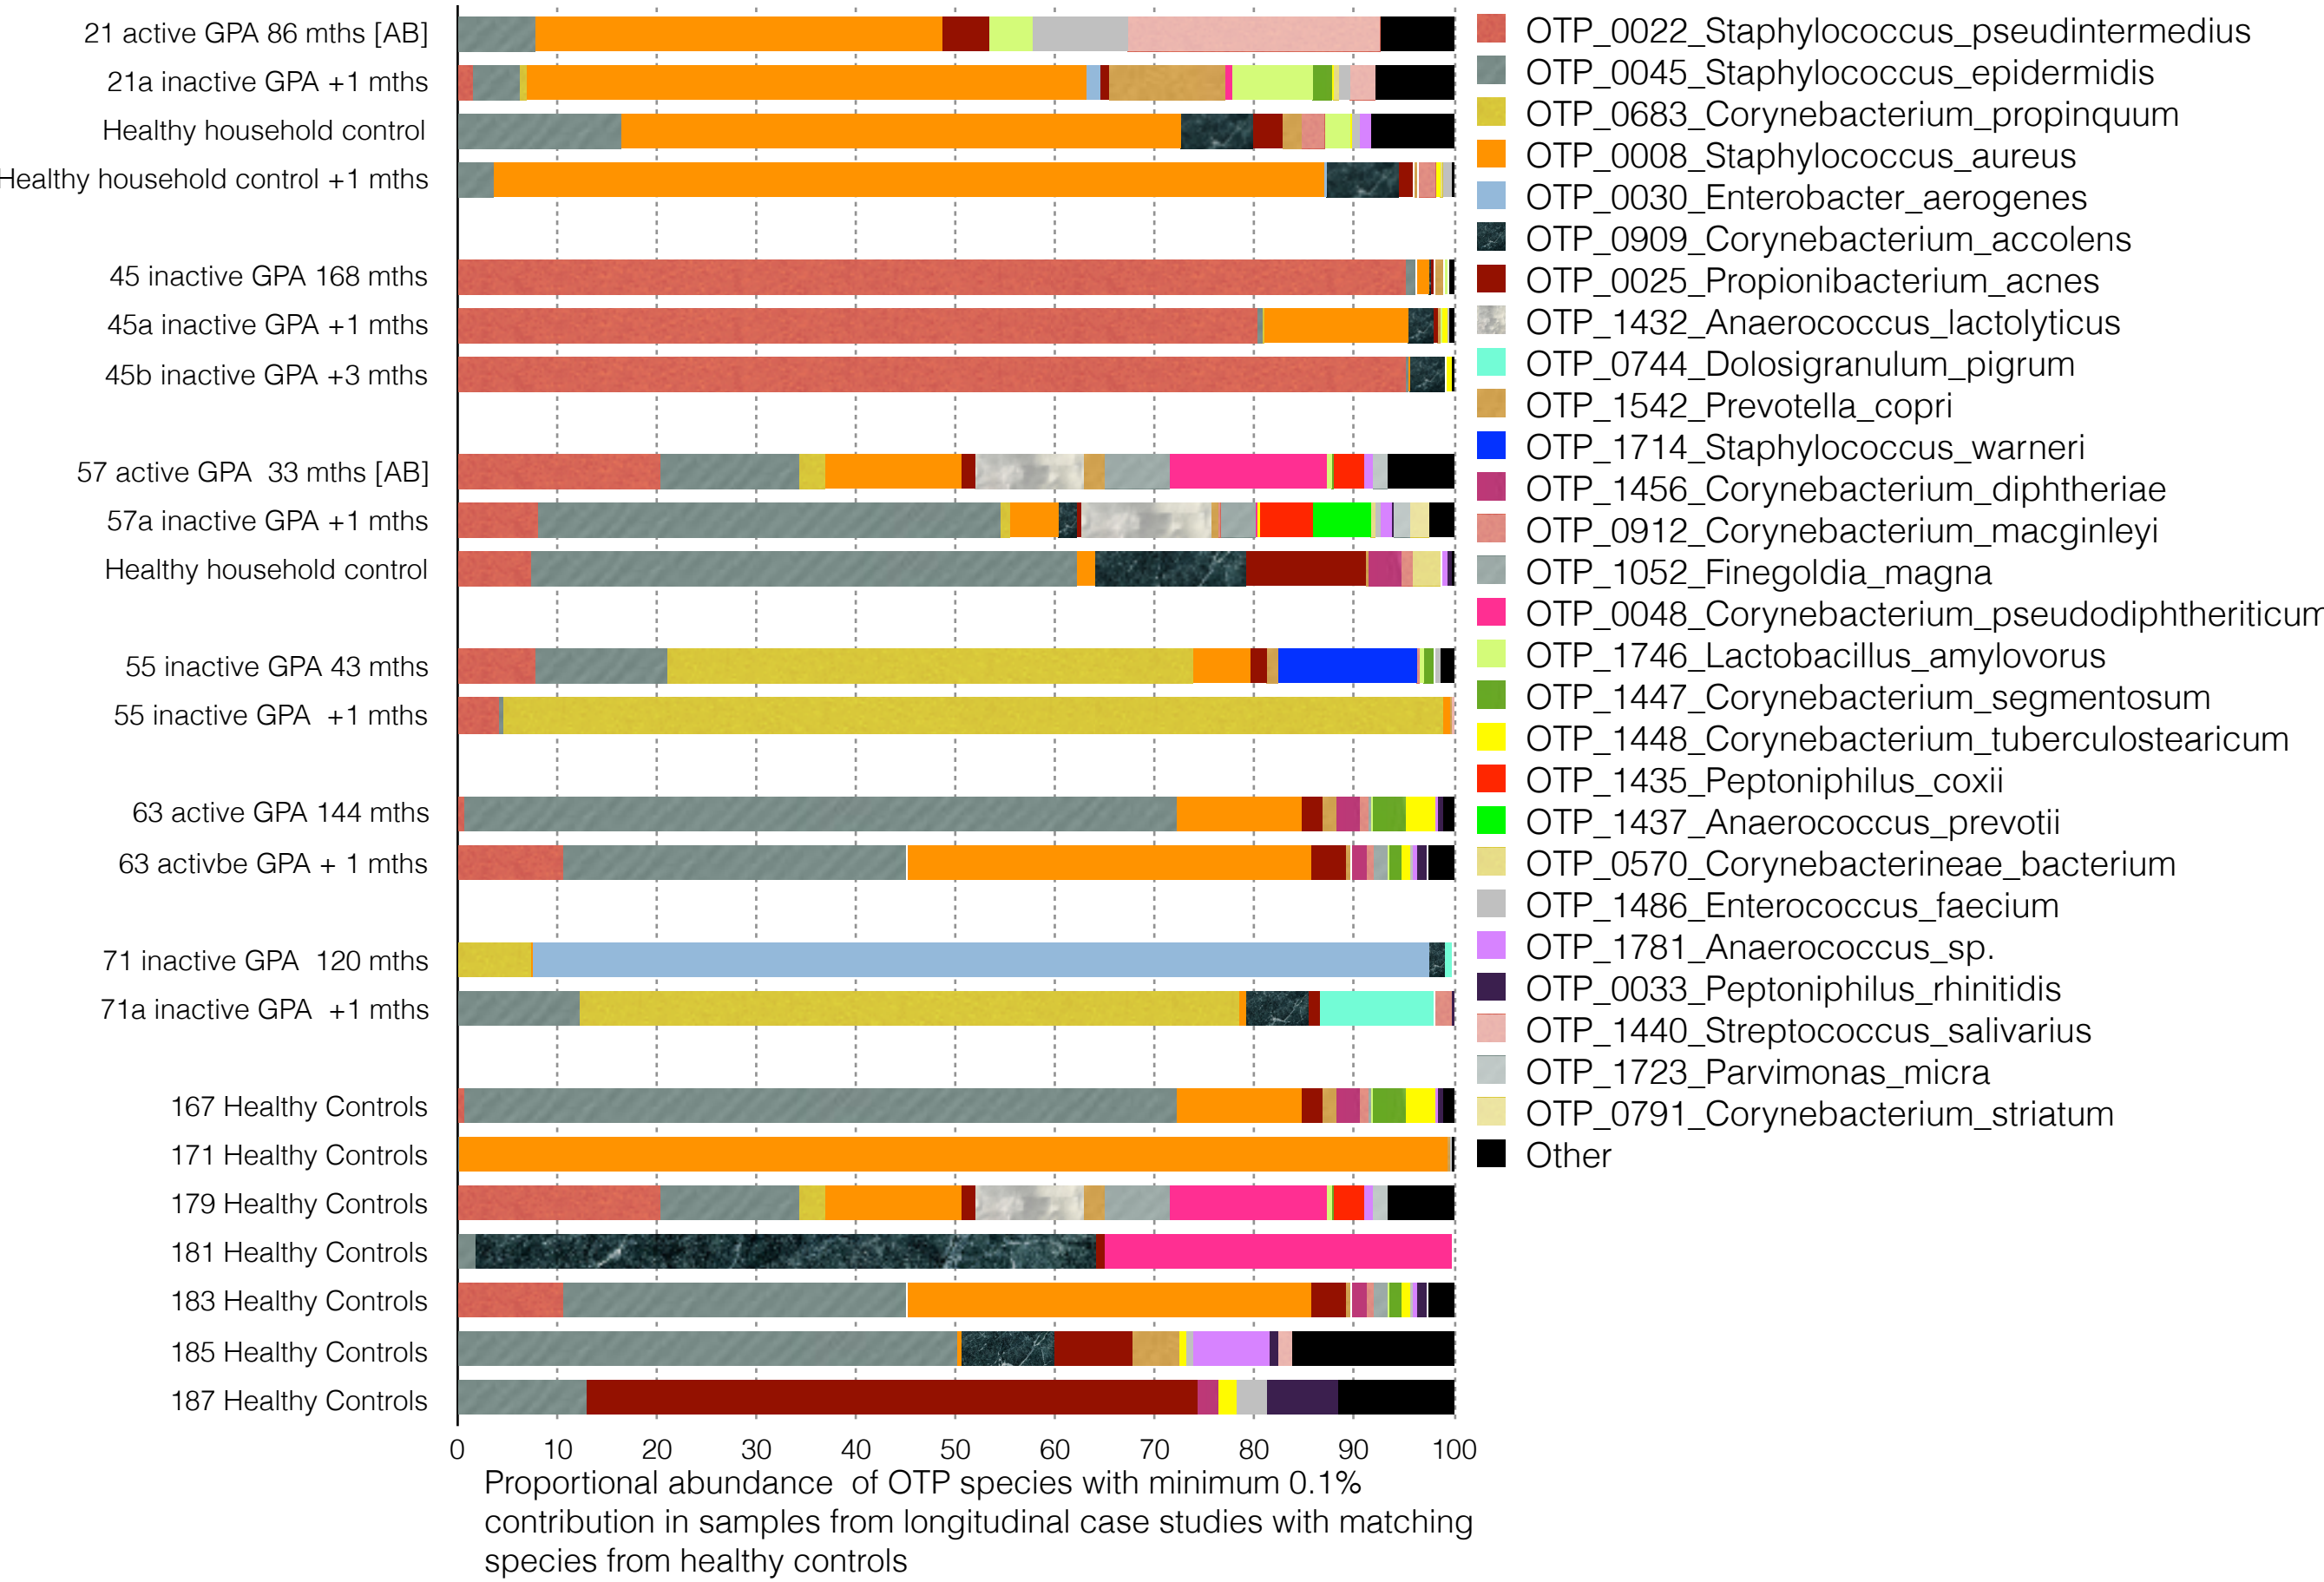 21 active GPA 86 mths [AB]
21a inactive GPA +1 mths
Healthy household control
Healthy household control +1 mths
45 inactive GPA 168 mths
45a inactive GPA +1 mths
45b inactive GPA +3 mths
57 active GPA 33 mths [AB]
57a inactive GPA +1 mths
Healthy household control
55 inactive GPA 43 mths
55 inactive GPA +1 mths
63 active GPA 144 mths
63 activbe GPA + 1 mths
71 inactive GPA 120 mths
71a inactive GPA +1 mths
167 Healthy Controls
171 Healthy Controls
179 Healthy Controls
181 Healthy Controls
183 Healthy Controls
185 Healthy Controls
187 Healthy Controls
0 10 20 30 40 50 60 70 80 90 100
Proportional abundance of OTP species with minimum 0.1%
contribution in samples from longitudinal case studies with matching
species from healthy controls
OTP_0022_Staphylococcus_pseudintermedius
OTP_0045_Staphylococcus_epidermidis
OTP_0683_Corynebacterium_propinquum
OTP_0008_Staphylococcus_aureus
OTP_0030_Enterobacter_aerogenes
OTP_0909_Corynebacterium_accolens
OTP_0025_Propionibacterium_acnes
OTP_1432_Anaerococcus_lactolyticus
OTP_0744_Dolosigranulum_pigrum
OTP_1542_Prevotella_copri
OTP_1714_Staphylococcus_warneri
OTP_1456_Corynebacterium_diphtheriae
OTP_0912_Corynebacterium_macginleyi
OTP_1052_Finegoldia_magna
OTP_0048_Corynebacterium_pseudodiphtheriticum
OTP_1746_Lactobacillus_amylovorus
OTP_1447_Corynebacterium_segmentosum
OTP_1448_Corynebacterium_tuberculostearicum
OTP_1435_Peptoniphilus_coxii
OTP_1437_Anaerococcus_prevotii
OTP_0570_Corynebacterineae_bacterium
OTP_1486_Enterococcus_faecium
OTP_1781_Anaerococcus_sp.
OTP_0033_Peptoniphilus_rhinitidis
OTP_1440_Streptococcus_salivarius
OTP_1723_Parvimonas_micra
OTP_0791_Corynebacterium_striatum
Other